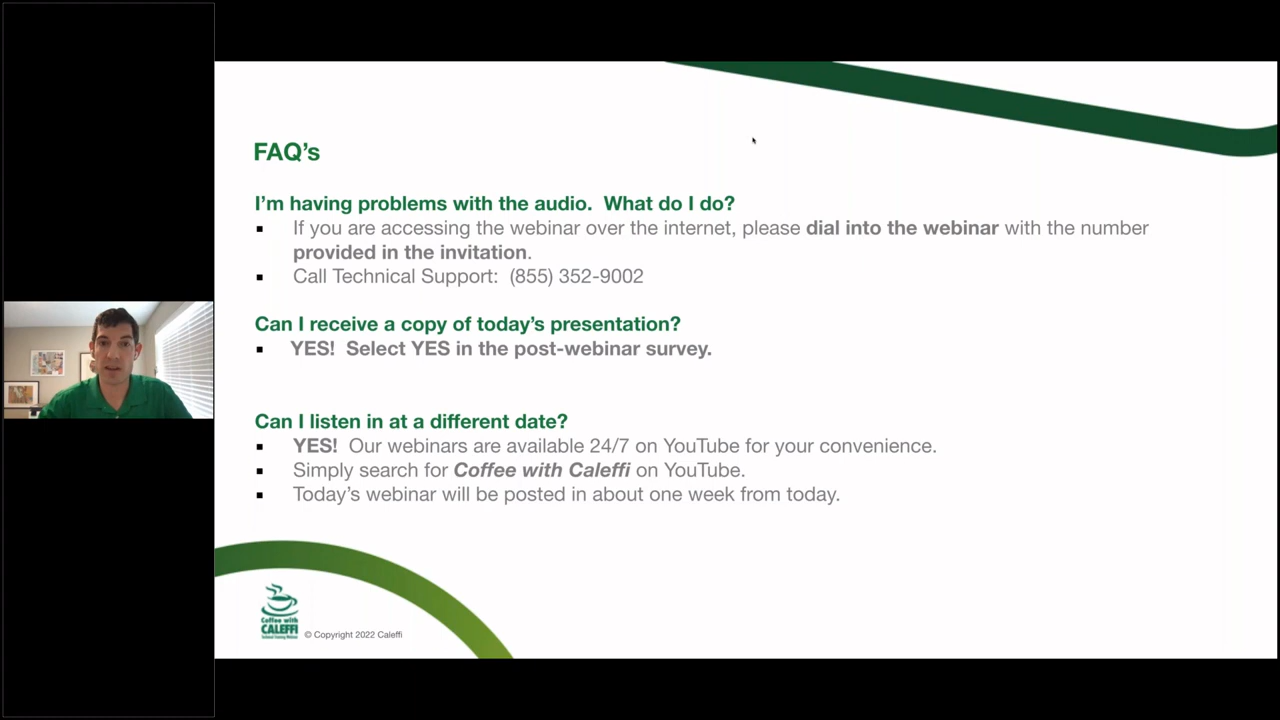 FAQ’s
I’m having problems with the audio.  What do I do?
▪ If you are accessing the webinar over the internet, please dial into the webinar with the number
provided in the invitation.
▪ Call Technical Support:  (855) 352-9002
Can I receive a copy of today’s presentation?
▪ YES!  Select YES in the post-webinar survey.
Can I listen in at a different date?
▪ YES!  Our webinars are available 24/7 on YouTube for your convenience.
▪ Simply search for Coffee with Caleffi on YouTube.
▪ Today’s webinar will be posted in about one week from today.
Coffee with
CALEFFI
© Copyright 2022 Caleffi